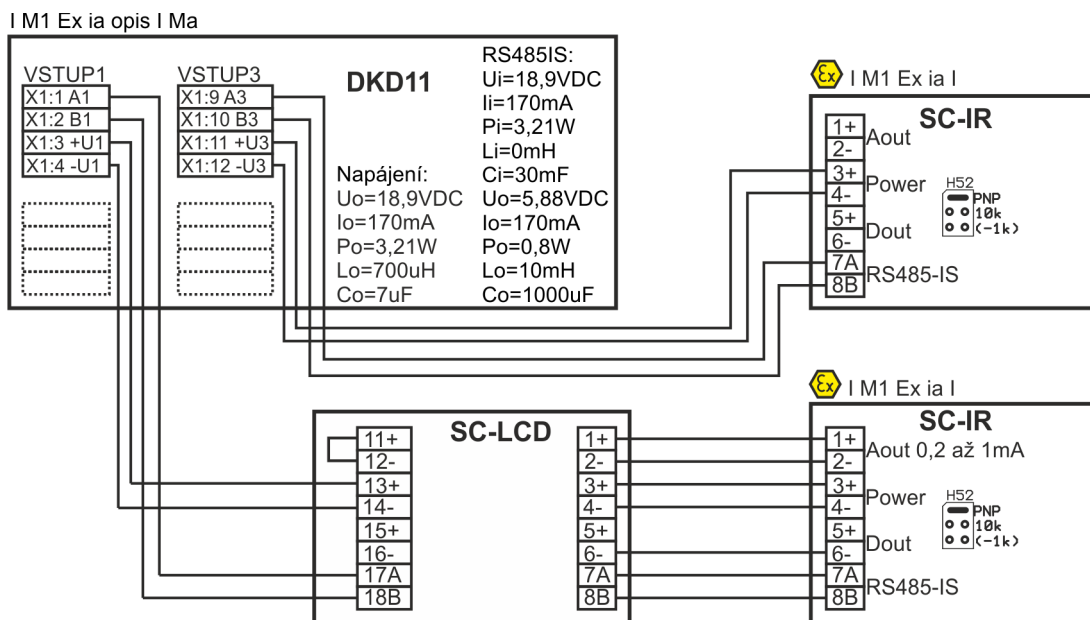 I M1 Ex ia opis I Ma
VSTUP1
X1:1 A1
X1:2 B1
X1:3 +U1
X1:4 -U1
VSTUP3
X1:9 A3
X1:10 B3
X1:11 +U3
X1:12 -U3
DKD11
Napájení:
Uo=18,9VDC
Io=170mA
Po=3,21W
Lo=700uH
Co=7uF
RS485IS:
Ui=18,9VDC
Ii=170mA
Pi=3,21W
Li=0mH
Ci=30mF
Uo=5,88VDC
Io=170mA
Po=0,8W
Lo=10mH
Co=1000uF
Ex I M1 Ex ia I
SC-IR
1+
2-
Aout
3+
4-
Power
5+
6-
Dout
7A
8B
RS485-IS
H52
PNP
10k
(-1k)
SC-LCD
11+
12-
13+
14-
15+
16-
17A
18B
1+
2-
3+
4-
5+
6-
7A
8B
Ex I M1 Ex ia I
SC-IR
1+
2-
Aout 0,2 až 1mA
3+
4-
Power
5+
6-
Dout
7A
8B
RS485-IS
H52
PNP
10k
(-1k)